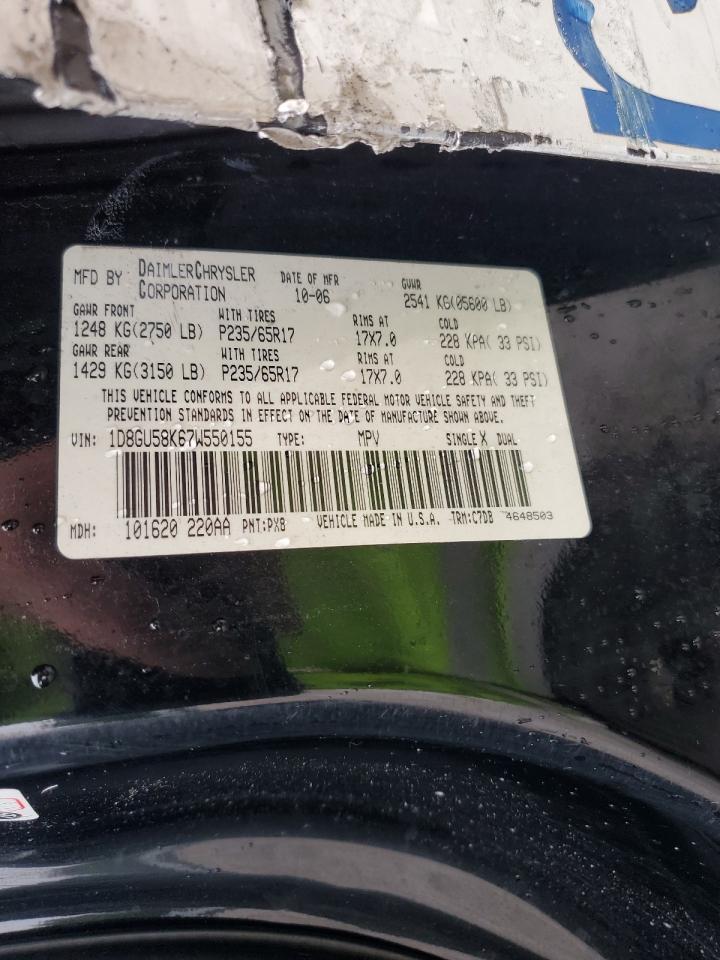 MFD BY DAIMLERCHRYSLER CORPORATION DATE OF MFR 10-06 GVWR 2541 KG(05600 LB)
GAWR FRONT WITH TIRES RIMS AT COLD
1248 KG(2750 LB) P235/65R17 17X7.0 228 KPA( 33 PSI)
GAWR REAR WITH TIRES RIMS AT COLD
1429 KG(3150 LB) P235/65R17 17X7.0 228 KPA( 33 PSI)
THIS VEHICLE CONFORMS TO ALL APPLICABLE FEDERAL MOTOR VEHICLE SAFETY AND THEFT
PREVENTION STANDARDS IN EFFECT ON THE DATE OF MANUFACTURE SHOWN ABOVE.
VIN: 1D8GU58K67W550155 TYPE: MPV SINGLE X DUAL
MDH: 101620 220AA PNT:PXB VEHICLE MADE IN U.S.A. TRM:C7DB 4648503